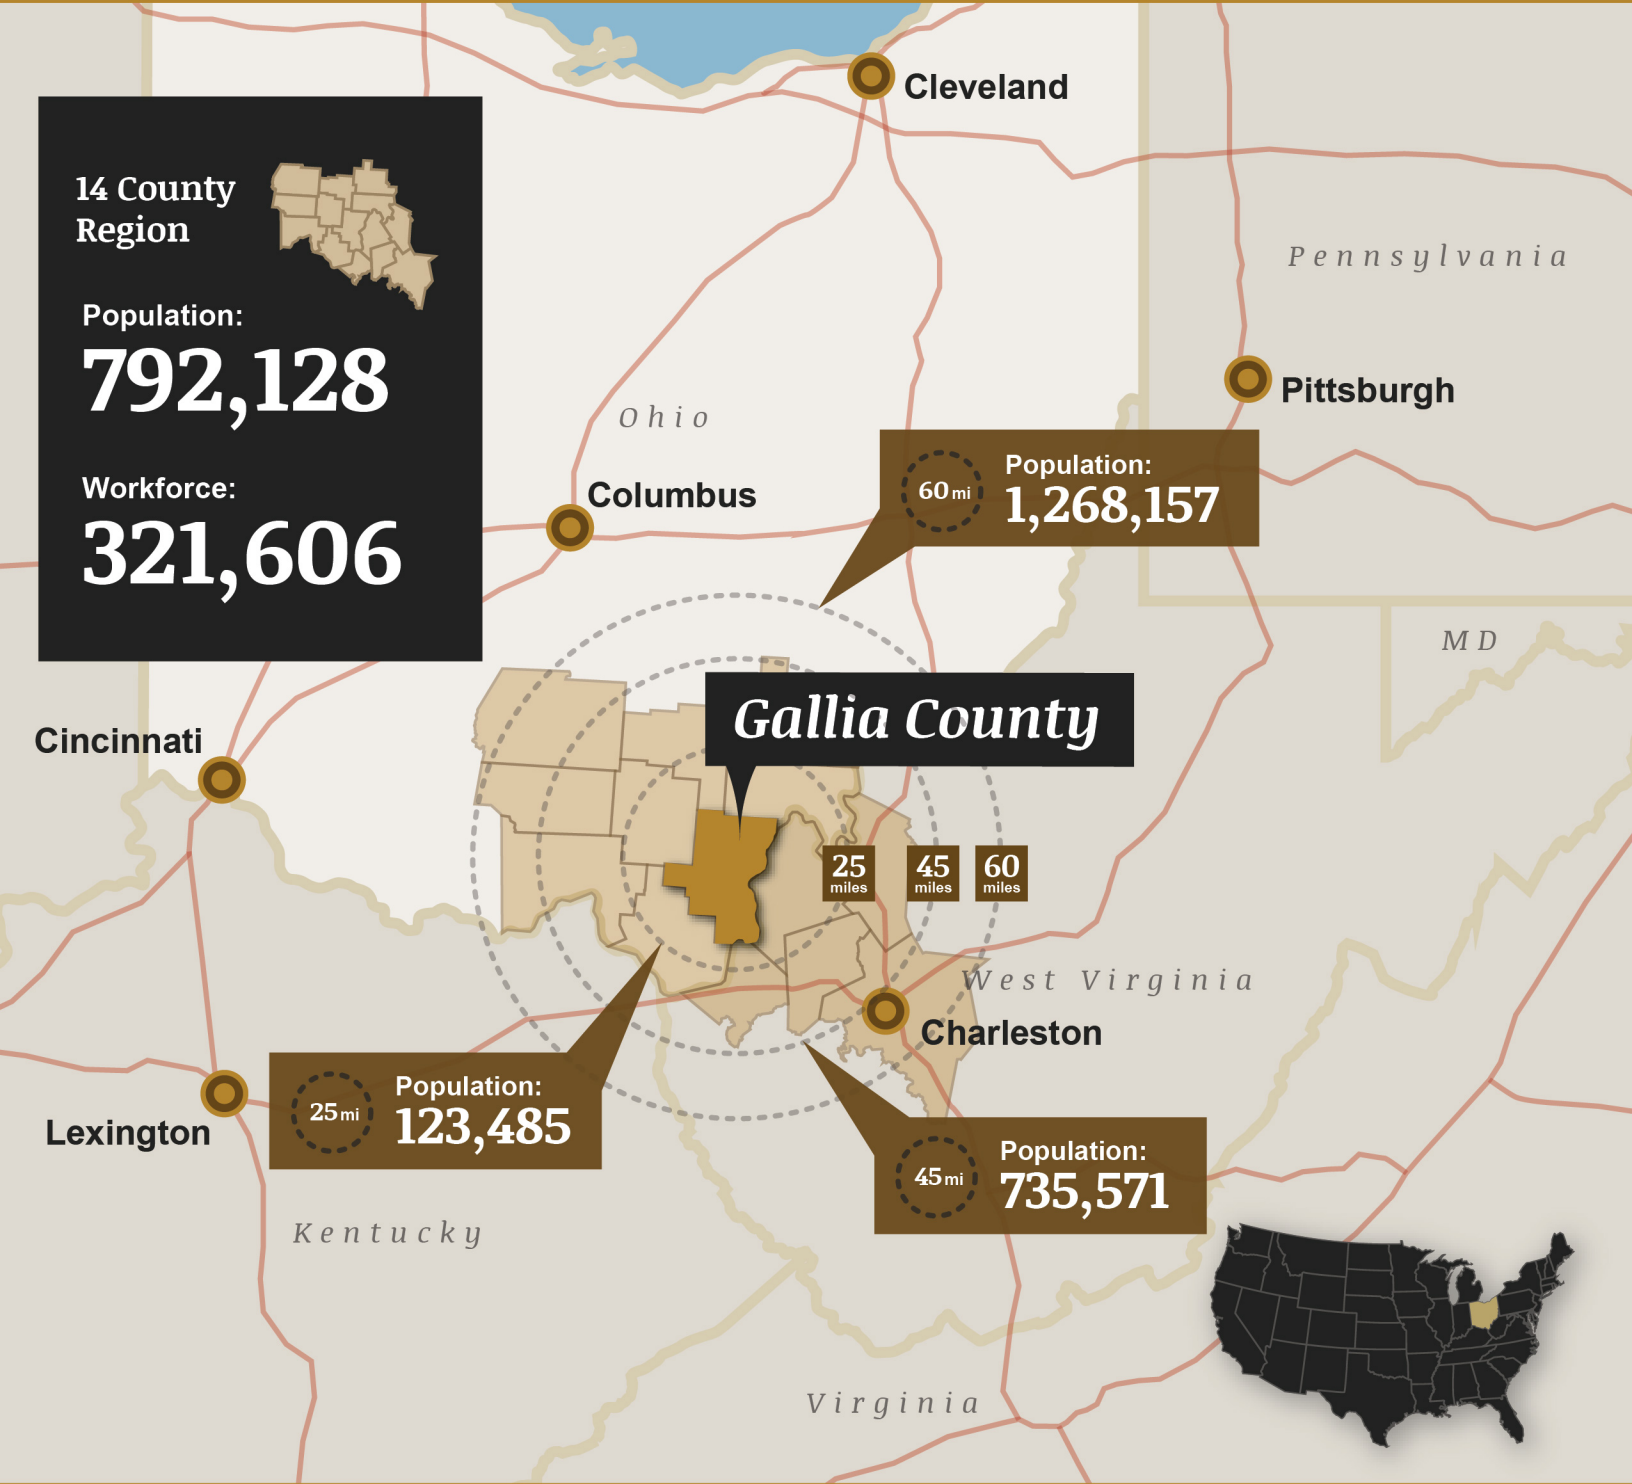 Cleveland
14 County
Region
Population:
792,128
Workforce:
321,606
Pennsylvania
Pittsburgh
Ohio
Columbus
60 mi
Population:
1,268,157
MD
Gallia County
Cincinnati
25
miles
45
miles
60
miles
West Virginia
Charleston
25 mi
Population:
123,485
Lexington
45 mi
Population:
735,571
Kentucky
Virginia